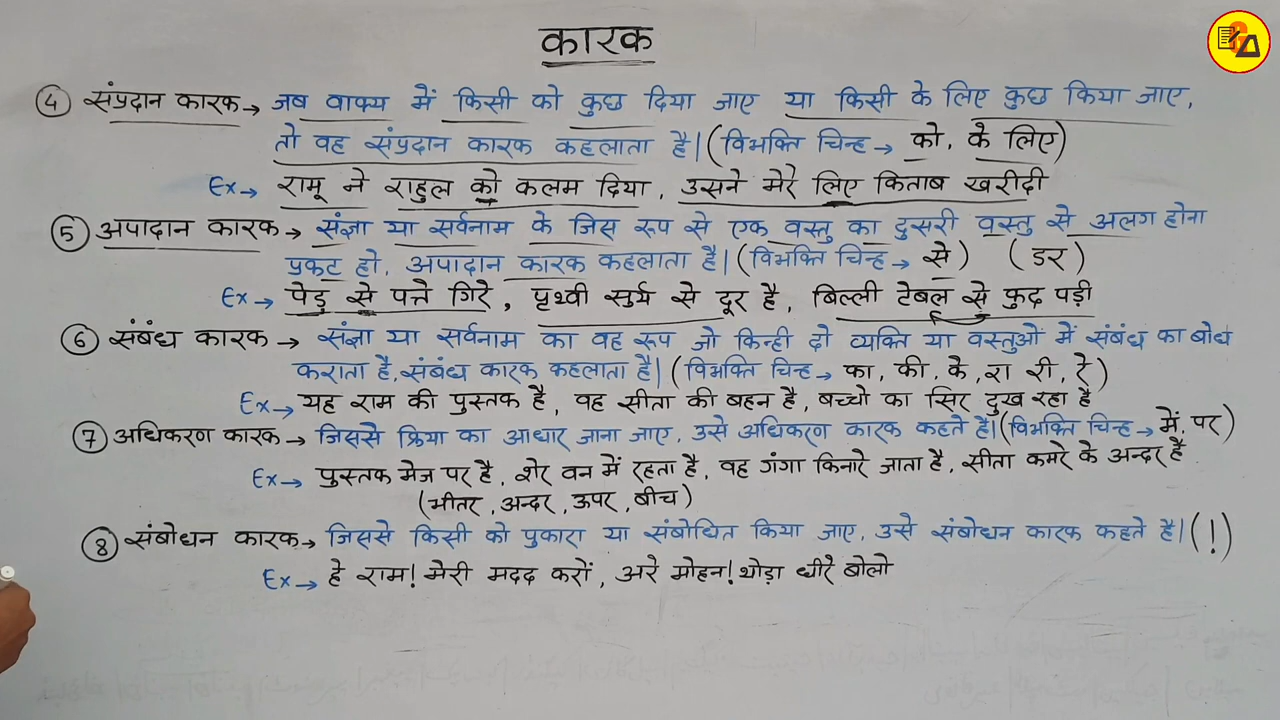 कारक
④ संप्रदान कारक → जब वाक्य में किसी को कुछ दिया जाए या किसी के लिए कुछ किया जाए,
तो वह संप्रदान कारक कहलाता है। (विभक्ति चिन्ह → को, के लिए)
Ex → रामू ने राहुल को कलम दिया, उसने मेरे लिए किताब खरीदी
⑤ अपादान कारक → संज्ञा या सर्वनाम के जिस रूप से एक वस्तु का दुसरी वस्तु से अलग होना
प्रकट हो, अपादान कारक कहलाता है। (विभक्ति चिन्ह → से) (डर)
Ex → पेड़ से पत्ते गिरे, पृथ्वी सुर्य से दूर है, बिल्ली टेबल से कुद पड़ी
⑥ संबंध कारक → संज्ञा या सर्वनाम का वह रूप जो किन्ही दो व्यक्ति या वस्तुओं में संबंध का बोध
कराता है, संबंध कारक कहलाता है। (विभक्ति चिन्ह → का, की, के, रा री, रे)
Ex → यह राम की पुस्तक है, वह सीता की बहन है, बच्चो का सिर दुख रहा है
⑦ अधिकरण कारक → जिससे क्रिया का आधार जाना जाए, उसे अधिकरण कारक कहते है। (विभक्ति चिन्ह → में, पर)
Ex → पुस्तक मेज पर है, शेर वन में रहता है, वह गंगा किनारे जाता है, सीता कमरे के अन्दर है
(भीतर, अन्दर, ऊपर, बीच)
⑧ संबोधन कारक → जिससे किसी को पुकारा या संबोधित किया जाए, उसे संबोधन कारक कहते है। (!)
Ex → हे राम! मेरी मदद करों, अरे मोहन! थोड़ा धीरे बोलो